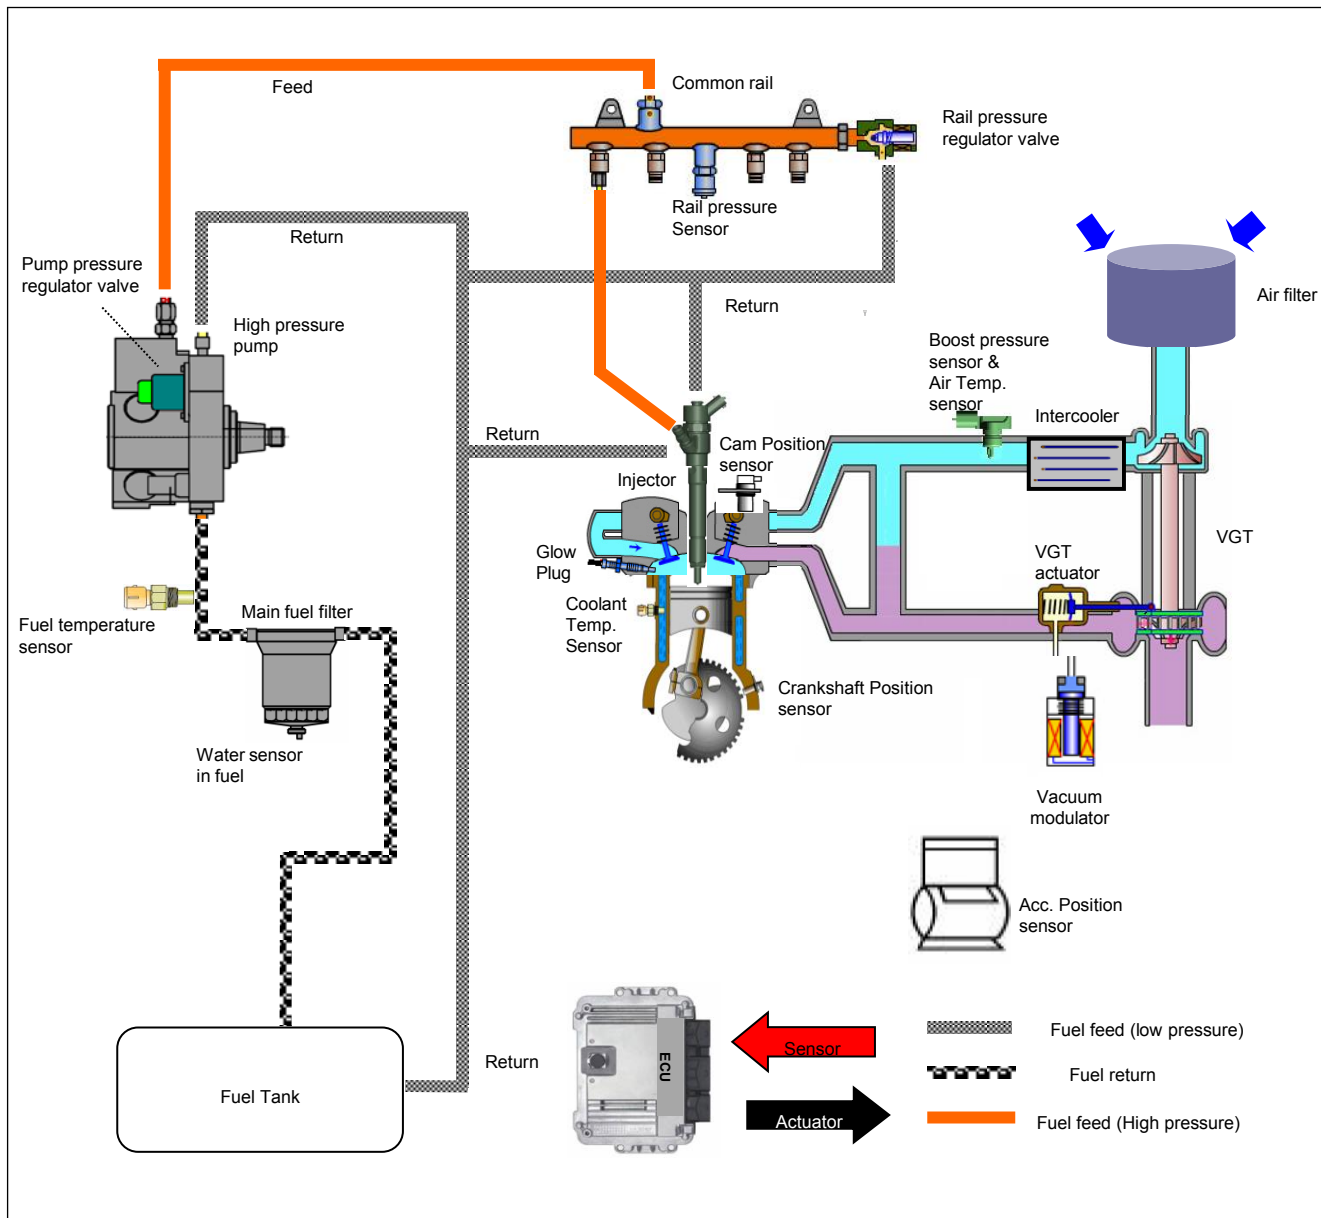 Feed
Common rail
Rail pressure
regulator valve
Rail pressure
Sensor
Return
Pump pressure
regulator valve
High pressure
pump
Return
Air filter
Boost pressure
sensor &
Air Temp.
sensor
Intercooler
Return
Cam Position
sensor
Injector
VGT
Glow
Plug
VGT
actuator
Coolant
Temp.
Sensor
Main fuel filter
Fuel temperature
sensor
Crankshaft Position
sensor
Water sensor
in fuel
Vacuum
modulator
Acc. Position
sensor
Fuel Tank
Return
ECU
Sensor
Actuator
Fuel feed (low pressure)
Fuel return
Fuel feed (High pressure)